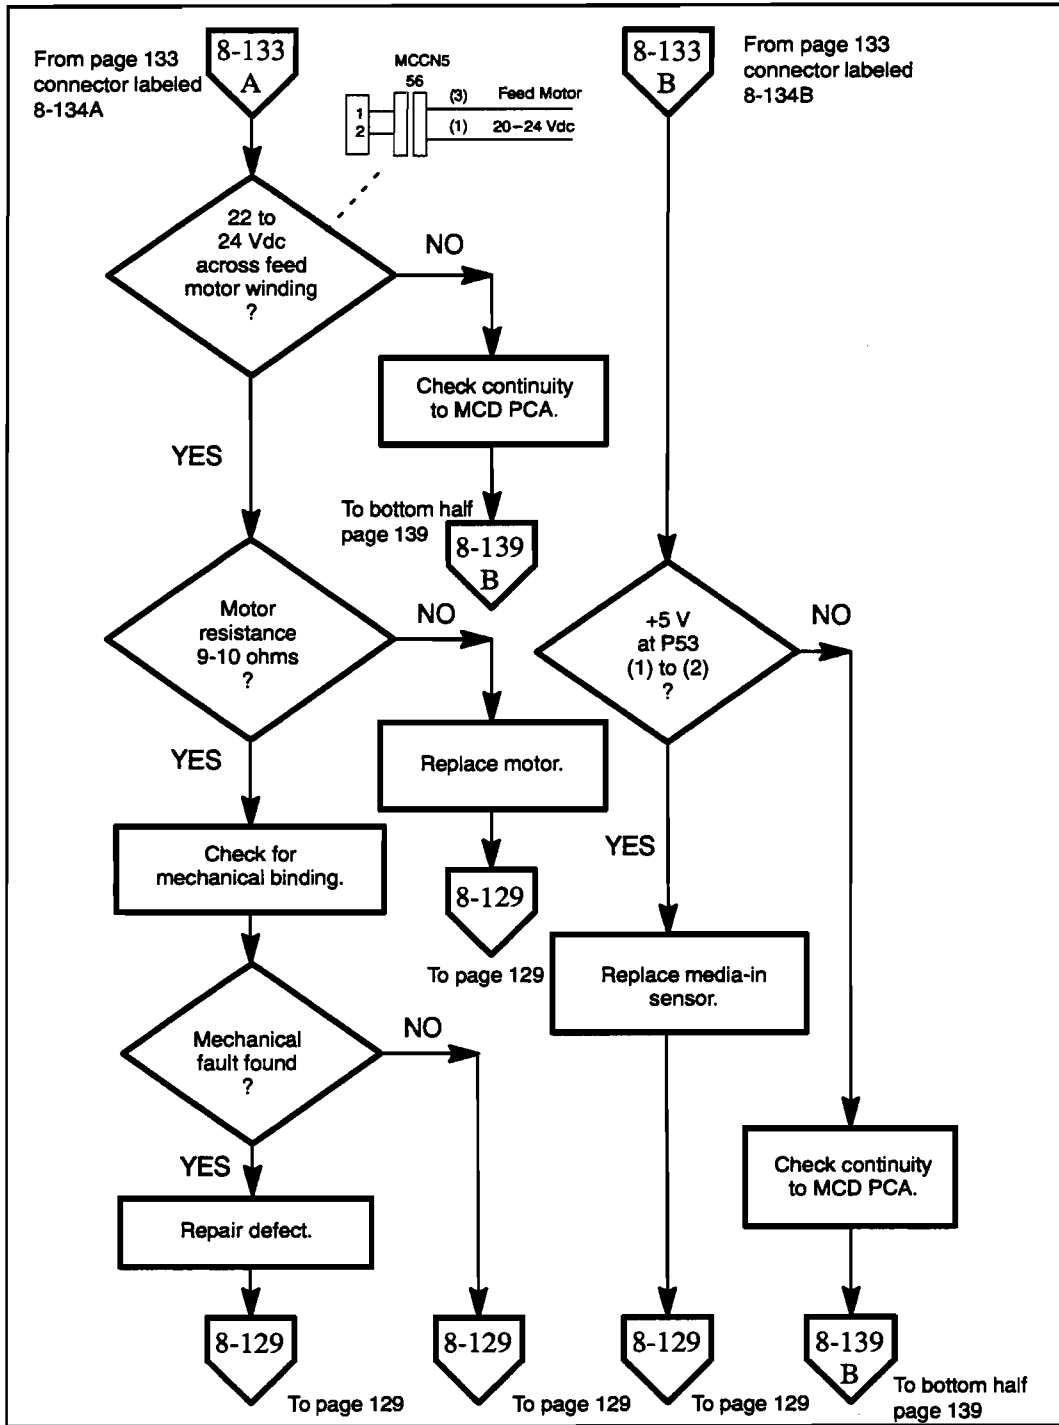 From page 133
connector labeled
8-134A
8-133
A
MCCN5
56
1
2
(3) Feed Motor
(1) 20–24 Vdc
8-133
B
From page 133
connector labeled
8-134B
22 to
24 Vdc
across feed
motor winding
?
NO
Check continuity
to MCD PCA.
YES
To bottom half
page 139
8-139
B
Motor
resistance
9-10 ohms
?
NO
+5 V
at P53
(1) to (2)
?
NO
YES
Replace motor.
Check for
mechanical binding.
8-129
To page 129
YES
Replace media-in
sensor.
Mechanical
fault found
?
NO
YES
Check continuity
to MCD PCA.
Repair defect.
8-129
To page 129
8-129
To page 129
8-129
To page 129
8-139
B
To bottom half
page 139